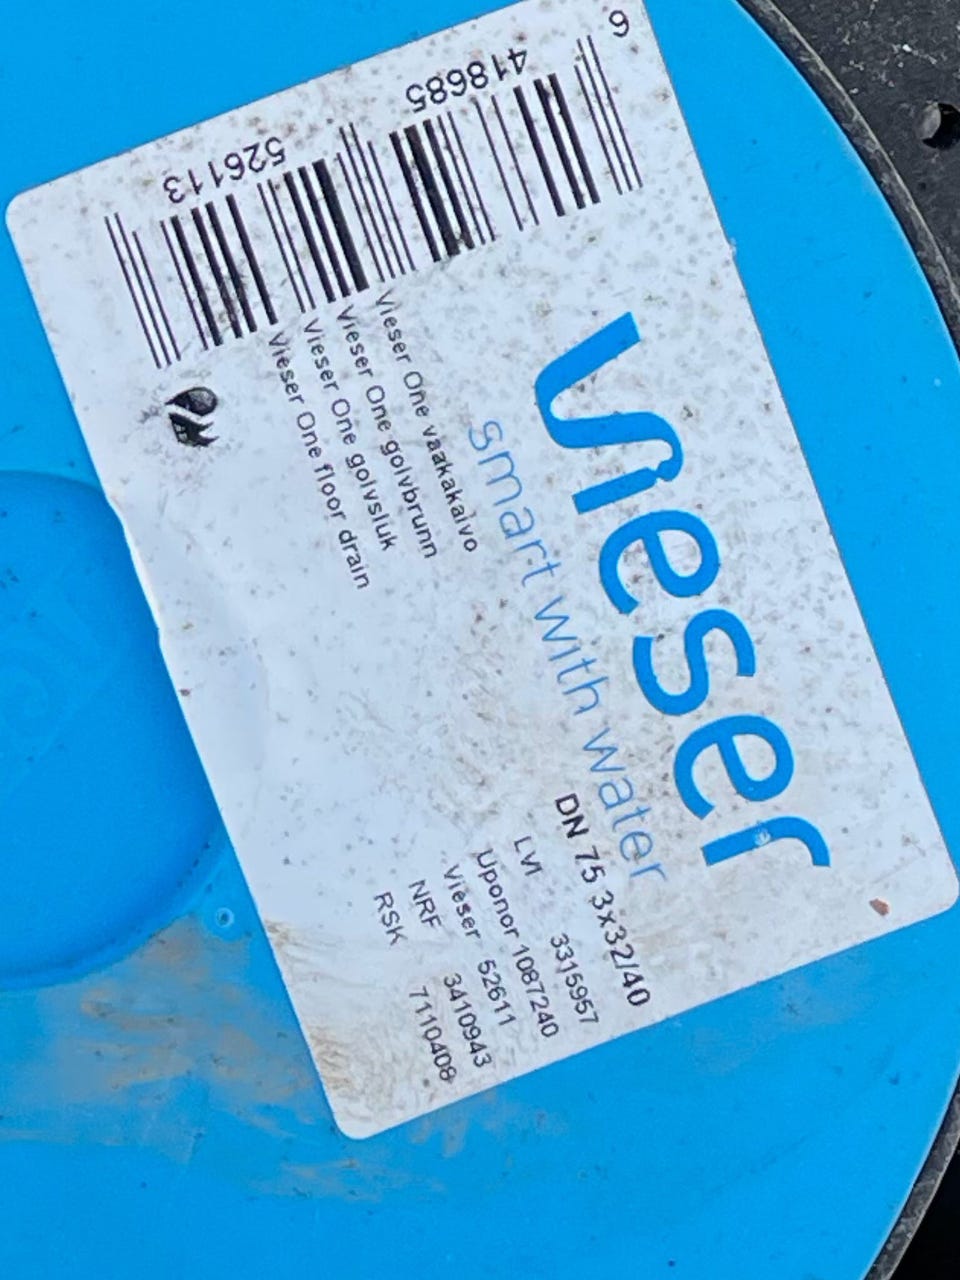 vieser
smart with water
DN 75 3x32/40
LVI 3315957
Uponor 1087240
Vieser 52611
NRF 3410943
RSK 7110408
Vieser One vaakakaivo
Vieser One golvbrunn
Vieser One golvsluk
Vieser One floor drain
6 418685 526113